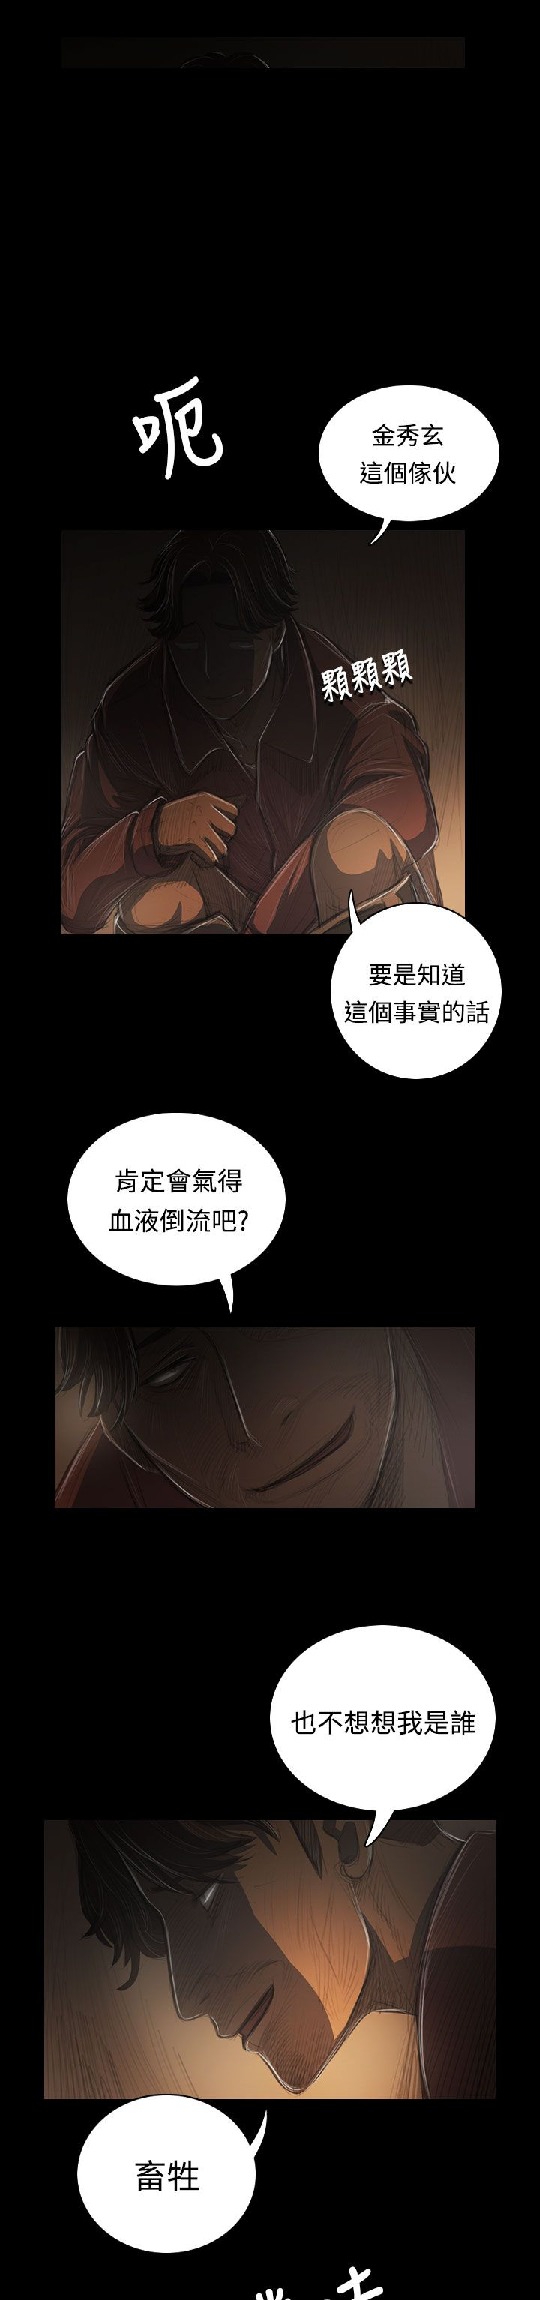 呃
金秀玄
這個傢伙
顆顆顆
要是知道
這個事實的話
肯定會氣得
血液倒流吧?
也不想想我是誰
畜牲